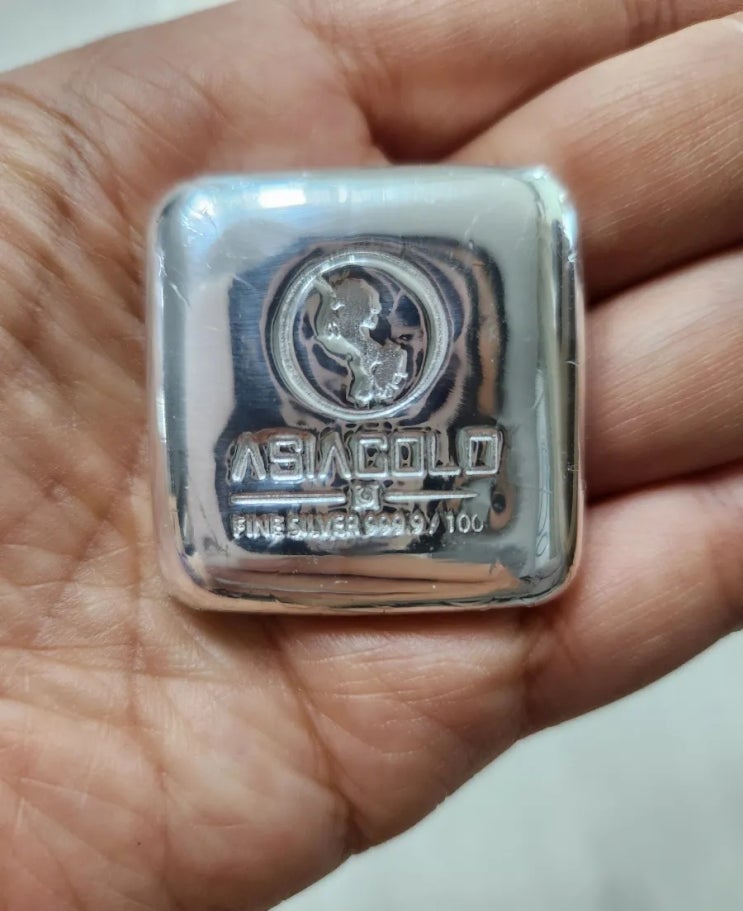 ASIAGOLD
FINE SILVER 999.9 / 100